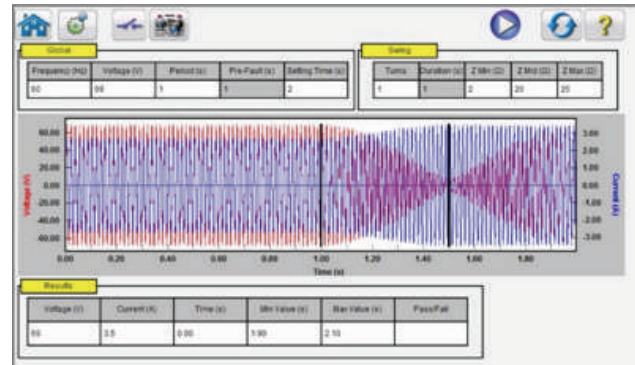 Global
Swing
Frequency (Hz) Voltage (V) Period (s) Pre-Fault (s) Setting Time (s)
Turns Duration (s) Z Min (Ω) Z Mid (Ω) Z Max (Ω)
1 1 2
1 1 2 20 25
60.00
40.00
20.00
0.00
-20.00
-40.00
-60.00
Voltage (V)
3.00
2.00
1.00
0.00
-1.00
-2.00
-3.00
Current (A)
0.00 0.20 0.40 0.60 0.80 1.00 1.20 1.40 1.60 1.80
Time (s)
Results
Voltage (V) Current (A) Time (s) Min Value (s) Max Value (s) Pass/Fail
3.5 0.00 1.90 2.10